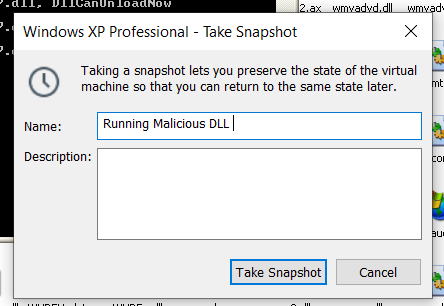 ?.dll, DllCanUnloadNow
2.ax wmvadvd.dll wmvadve
Windows XP Professional - Take Snapshot
Taking a snapshot lets you preserve the state of the virtual
machine so that you can return to the same state later.
Name:
Running Malicious DLL
Description:
Take Snapshot
Cancel